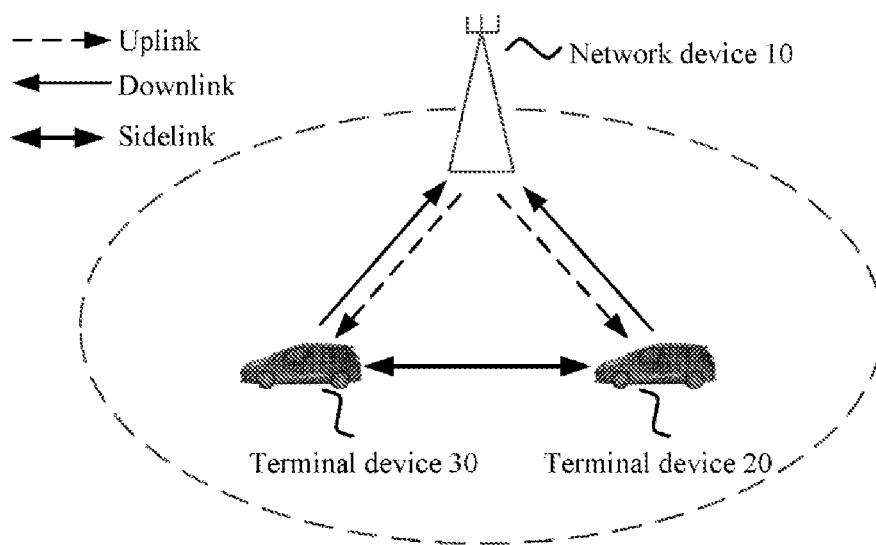 Uplink
Network device 10
Downlink
Sidelink
Terminal device 30
Terminal device 20